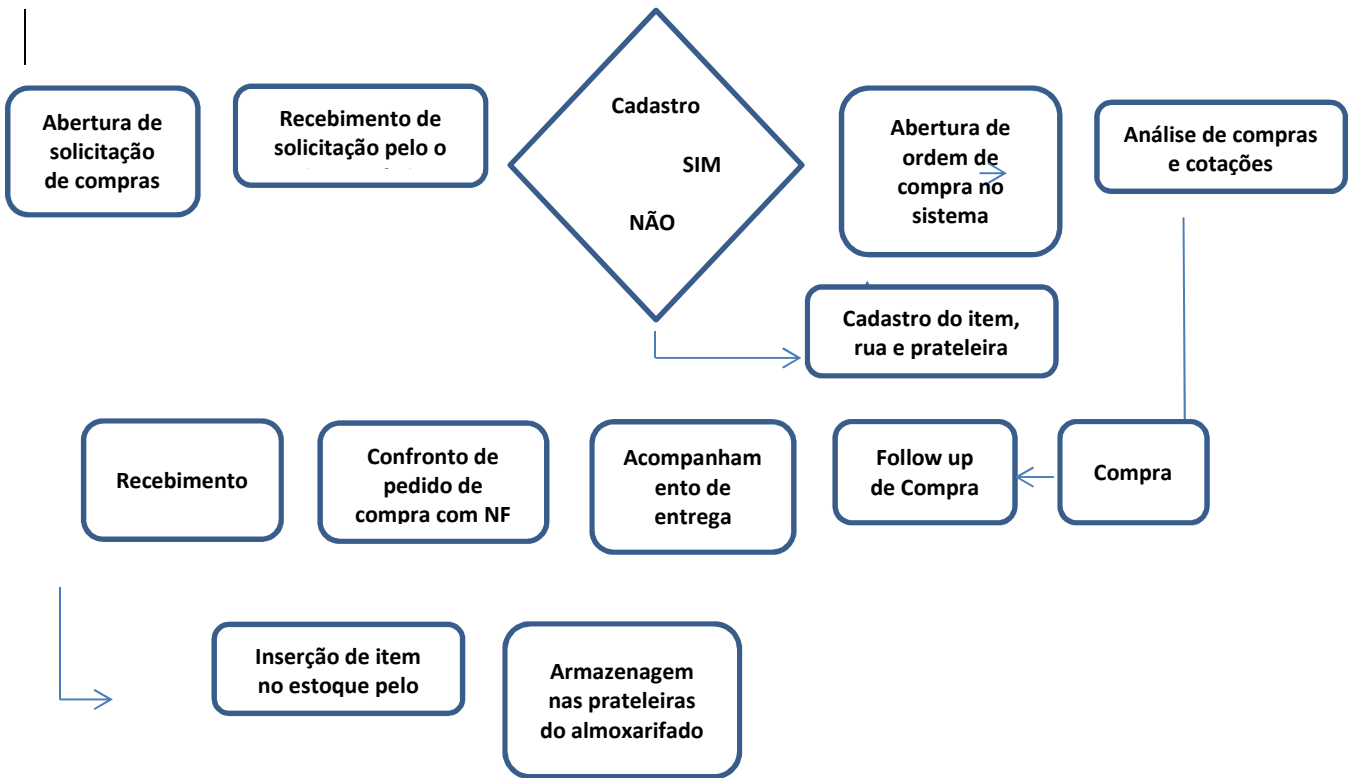 Abertura de
solicitação
de compras
Recebimento de
solicitação pelo o
Cadastro
SIM
NÃO
Abertura de
ordem de
compra no
sistema
Análise de compras
e cotações
Cadastro do item,
rua e prateleira
Recebimento
Confronto de
pedido de
compra com NF
Acompanham
ento de
entrega
Follow up
de Compra
Compra
Inserção de item
no estoque pelo
Armazenagem
nas prateleiras
do almoxarifado